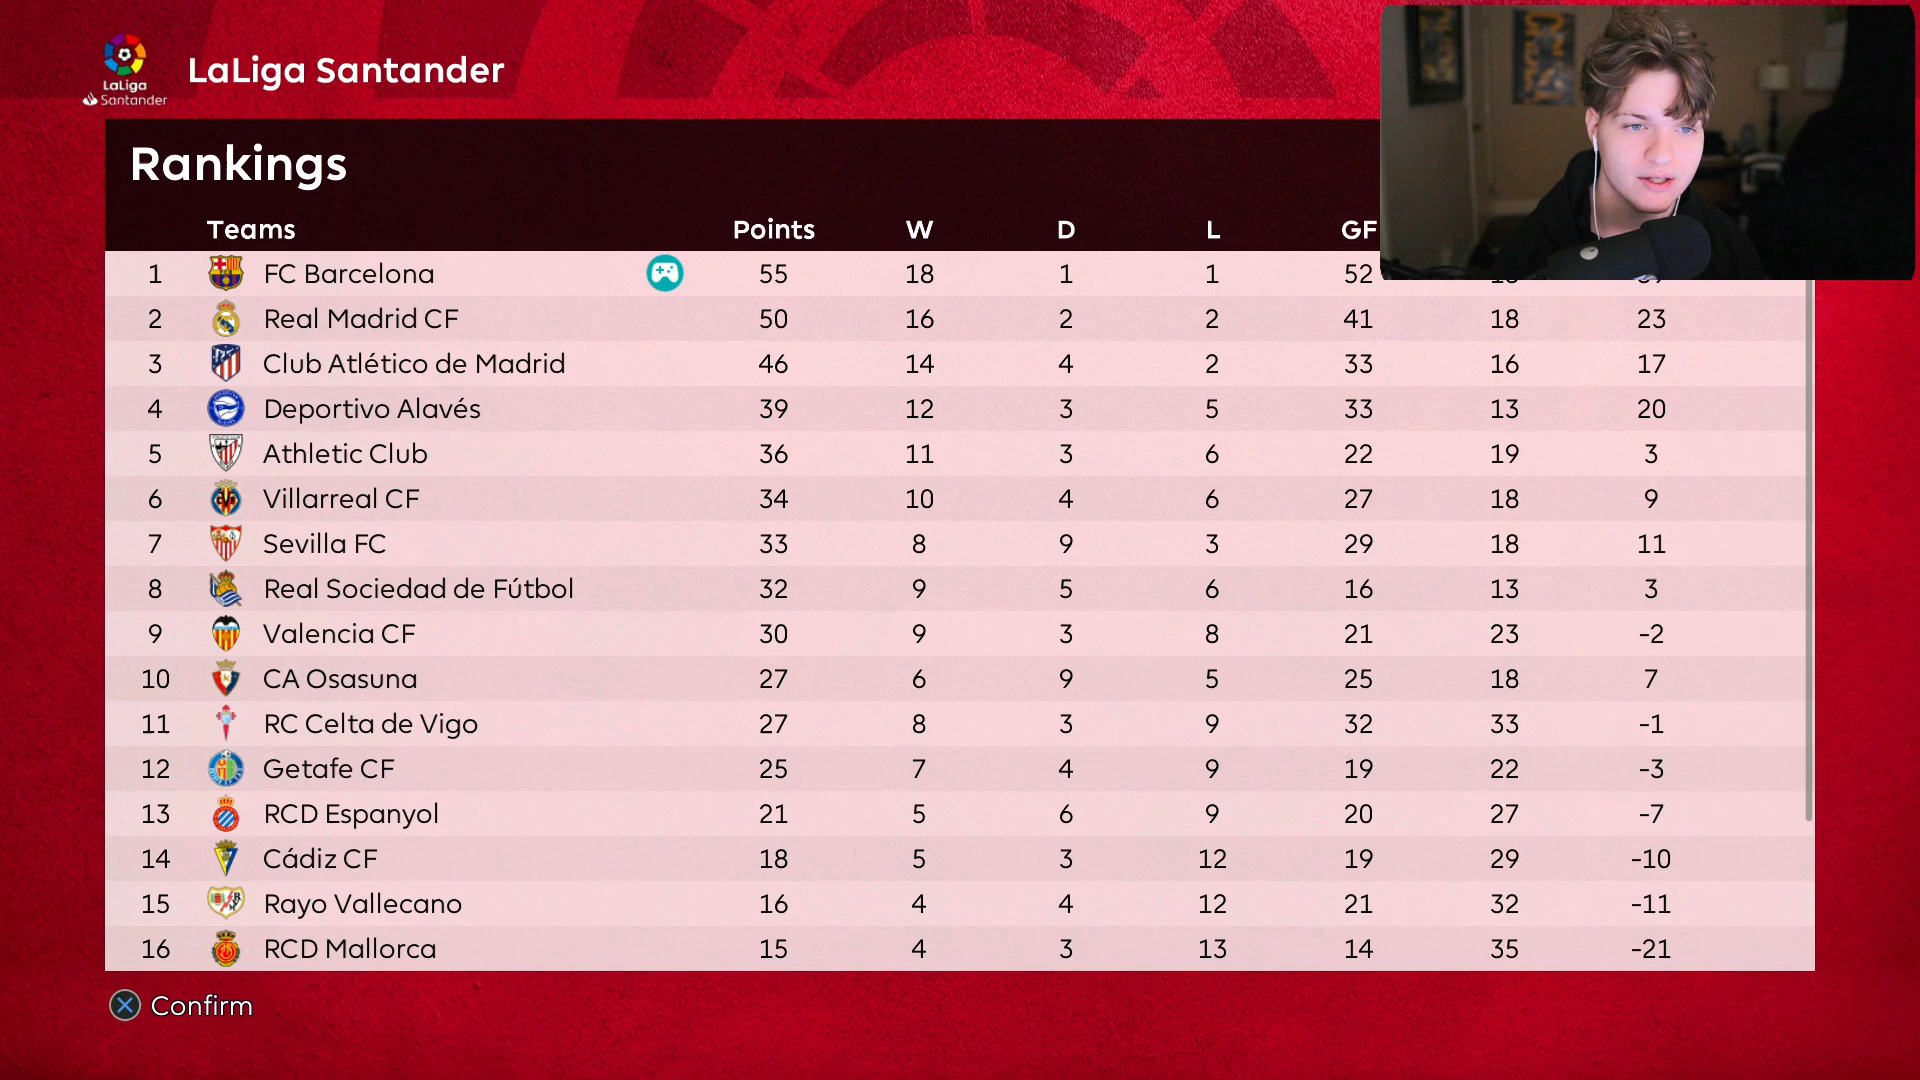 LaLiga
Santander
LaLiga Santander
Rankings
Teams Points W D L GF
1 FC Barcelona 55 18 1 1 52
2 Real Madrid CF 50 16 2 2 41 18 23
3 Club Atlético de Madrid 46 14 4 2 33 16 17
4 Deportivo Alavés 39 12 3 5 33 13 20
5 Athletic Club 36 11 3 6 22 19 3
6 Villarreal CF 34 10 4 6 27 18 9
7 Sevilla FC 33 8 9 3 29 18 11
8 Real Sociedad de Fútbol 32 9 5 6 16 13 3
9 Valencia CF 30 9 3 8 21 23 -2
10 CA Osasuna 27 6 9 5 25 18 7
11 RC Celta de Vigo 27 8 3 9 32 33 -1
12 Getafe CF 25 7 4 9 19 22 -3
13 RCD Espanyol 21 5 6 9 20 27 -7
14 Cádiz CF 18 5 3 12 19 29 -10
15 Rayo Vallecano 16 4 4 12 21 32 -11
16 RCD Mallorca 15 4 3 13 14 35 -21
Confirm